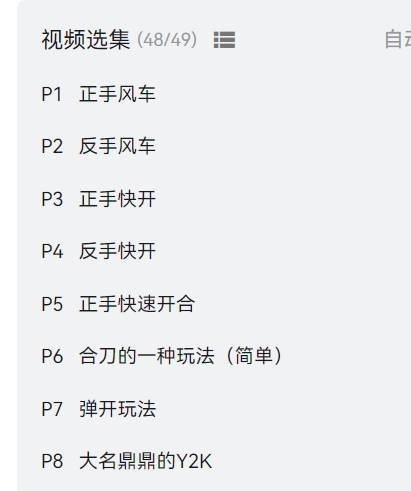 视频选集 (48/49)
P1 正手风车
P2 反手风车
P3 正手快开
P4 反手快开
P5 正手快速开合
P6 合刀的一种玩法（简单）
P7 弹开玩法
P8 大名鼎鼎的Y2K